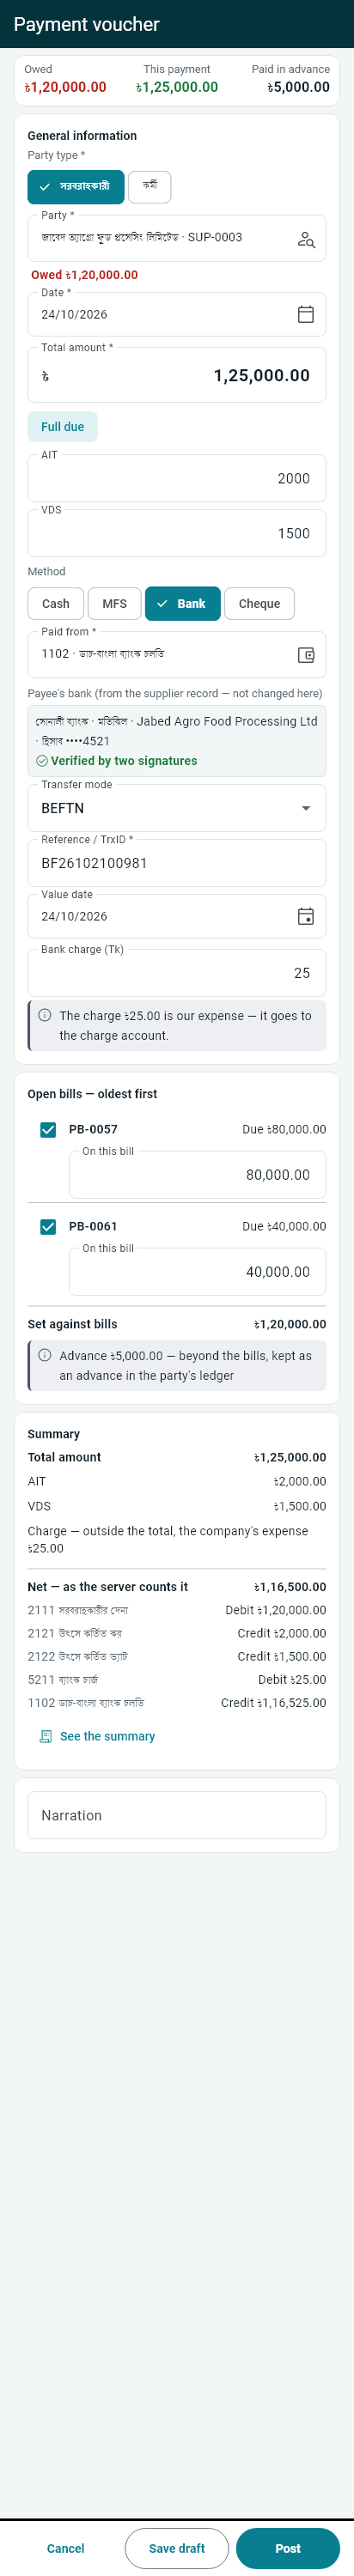 Payment voucher
Owed
This payment
Paid in advance
৳1,20,000.00
৳1,25,000.00
৳5,000.00
General information
Party type *
সরবরাহকারী
কর্মী
Party *
জাবেদ অ্যাগ্রো ফুড প্রসেসিং লিমিটেড · SUP-0003
Owed ৳1,20,000.00
Date *
24/10/2026
Total amount *
৳ 1,25,000.00
Full due
AIT
2000
VDS
1500
Method
Cash
MFS
Bank
Cheque
Paid from *
1102 · ডাচ-বাংলা ব্যাংক চলতি
Payee's bank (from the supplier record — not changed here)
সোনালী ব্যাংক · মতিঝিল · Jabed Agro Food Processing Ltd
· হিসাব ••••4521
Verified by two signatures
Transfer mode
BEFTN
Reference / TrxID *
BF26102100981
Value date
24/10/2026
Bank charge (Tk)
25
The charge ৳25.00 is our expense — it goes to
the charge account.
Open bills — oldest first
PB-0057 Due ৳80,000.00
On this bill
80,000.00
PB-0061 Due ৳40,000.00
On this bill
40,000.00
Set against bills ৳1,20,000.00
Advance ৳5,000.00 — beyond the bills, kept as
an advance in the party's ledger
Summary
Total amount ৳1,25,000.00
AIT ৳2,000.00
VDS ৳1,500.00
Charge — outside the total, the company's expense
৳25.00
Net — as the server counts it ৳1,16,500.00
2111 সরবরাহকারীর দেনা Debit ৳1,20,000.00
2121 উৎসে কর্তিত কর Credit ৳2,000.00
2122 উৎসে কর্তিত ভ্যাট Credit ৳1,500.00
5211 ব্যাংক চার্জ Debit ৳25.00
1102 ডাচ-বাংলা ব্যাংক চলতি Credit ৳1,16,525.00
See the summary
Narration
Cancel
Save draft
Post